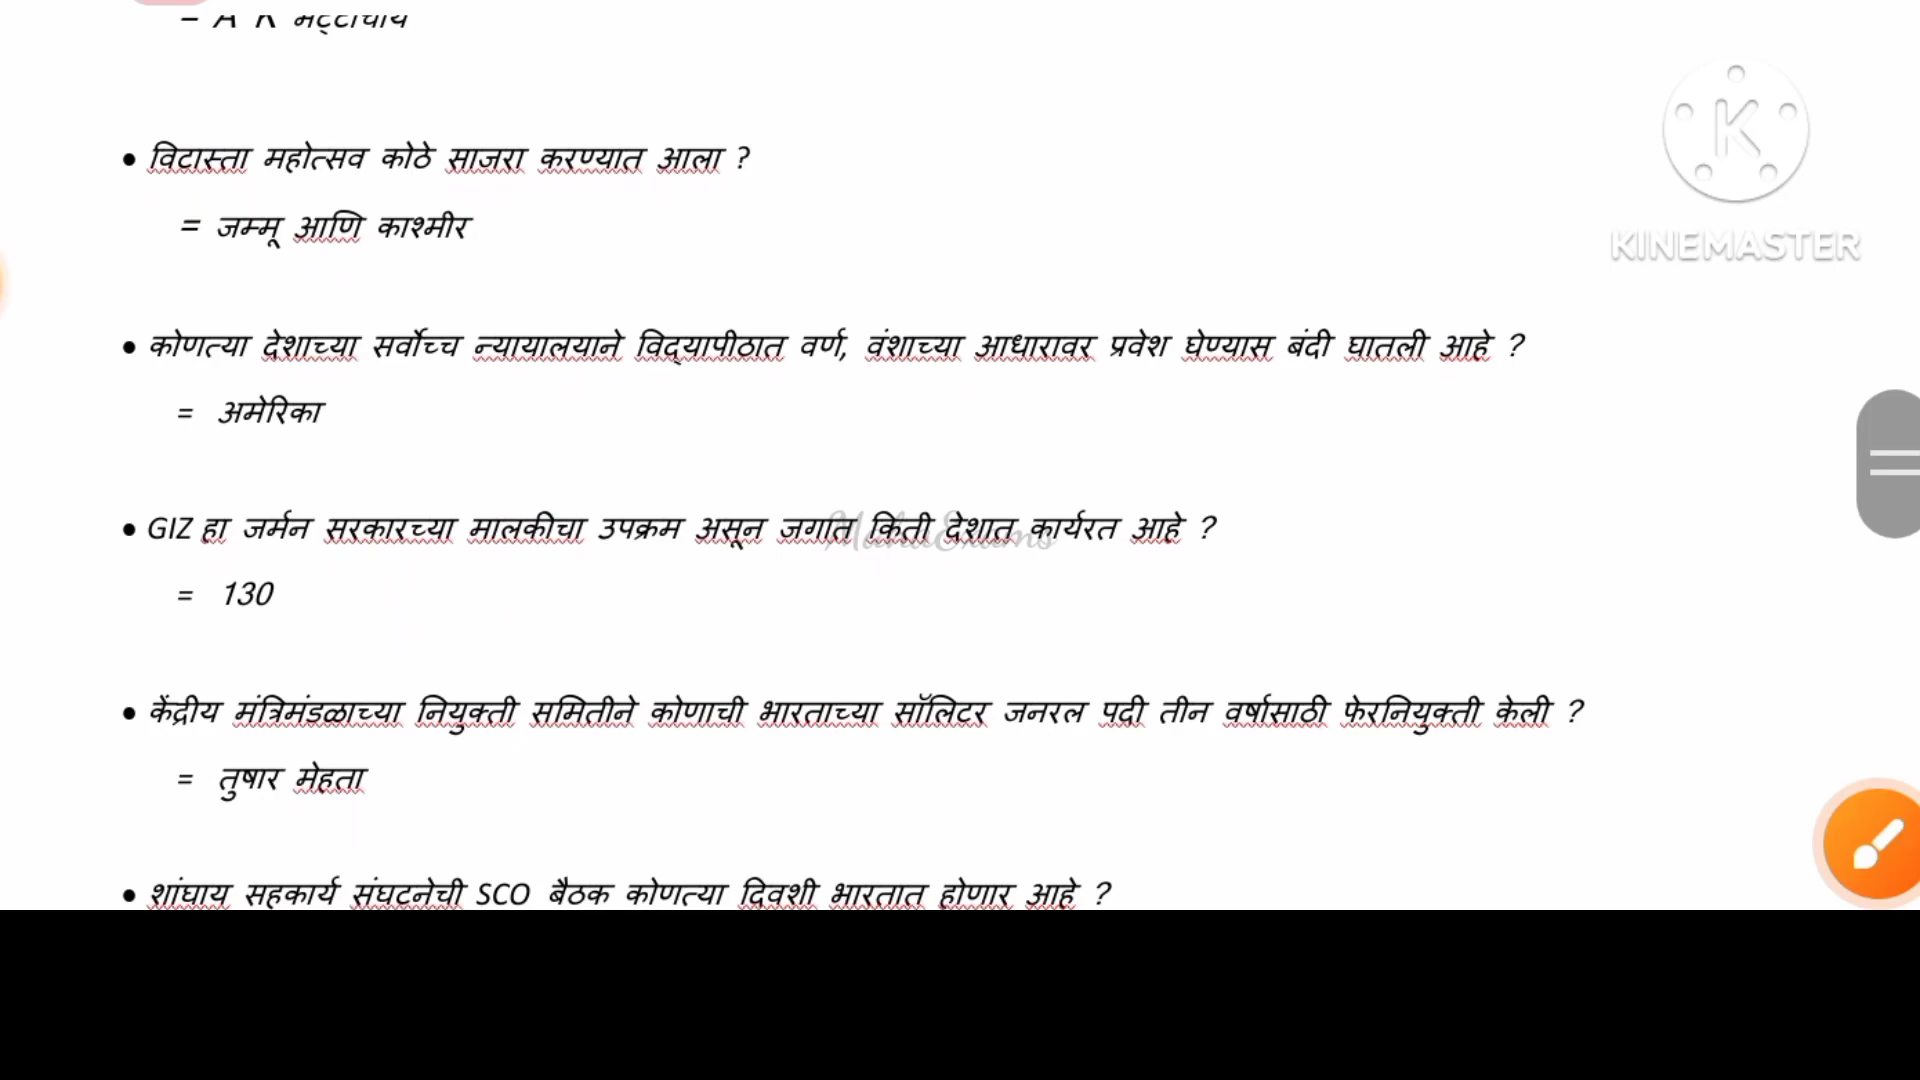 = A K भट्टाचार्य
• विटास्ता महोत्सव कोठे साजरा करण्यात आला ?
= जम्मू आणि काश्मीर
• कोणत्या देशाच्या सर्वोच्च न्यायालयाने विद्यापीठात वर्ण, वंशाच्या आधारावर प्रवेश घेण्यास बंदी घातली आहे ?
= अमेरिका
• GIZ हा जर्मन सरकारच्या मालकीचा उपक्रम असून जगात किती देशात कार्यरत आहे ?
= 130
• केंद्रीय मंत्रिमंडळाच्या नियुक्ती समितीने कोणाची भारताच्या सॉलिटर जनरल पदी तीन वर्षासाठी फेरनियुक्ती केली ?
= तुषार मेहता
• शांघाय सहकार्य संघटनेची SCO बैठक कोणत्या दिवशी भारतात होणार आहे ?
K
KINEMASTER
MahaExams